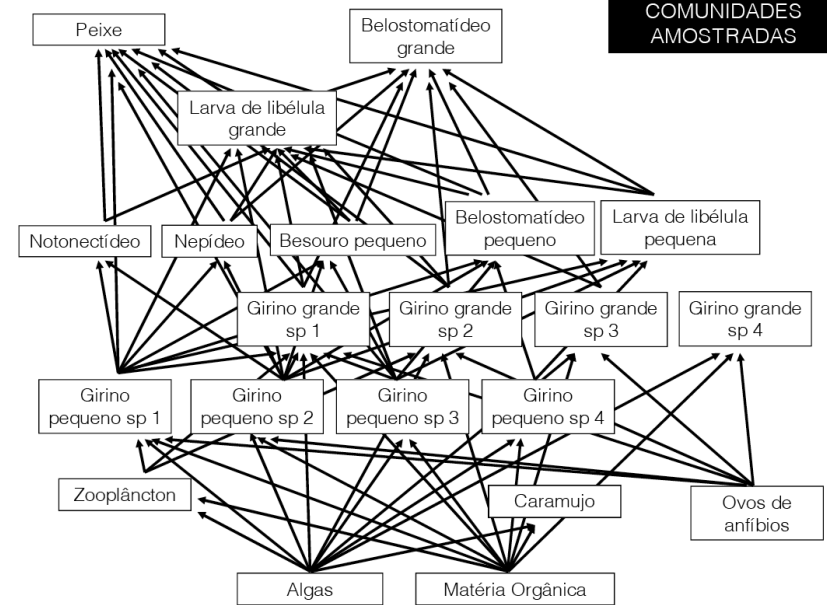 COMUNIDADES
AMOSTRADAS
Peixe
Belostomatídeo
grande
Larva de libélula
grande
Notonectídeo
Nepídeo
Besouro pequeno
Belostomatídeo
pequeno
Larva de libélula
pequena
Girino grande
sp 1
Girino grande
sp 2
Girino grande
sp 3
Girino grande
sp 4
Girino
pequeno sp 1
Girino
pequeno sp 2
Girino
pequeno sp 3
Girino
pequeno sp 4
Zooplâncton
Caramujo
Ovos de
anfíbios
Algas
Matéria Orgânica